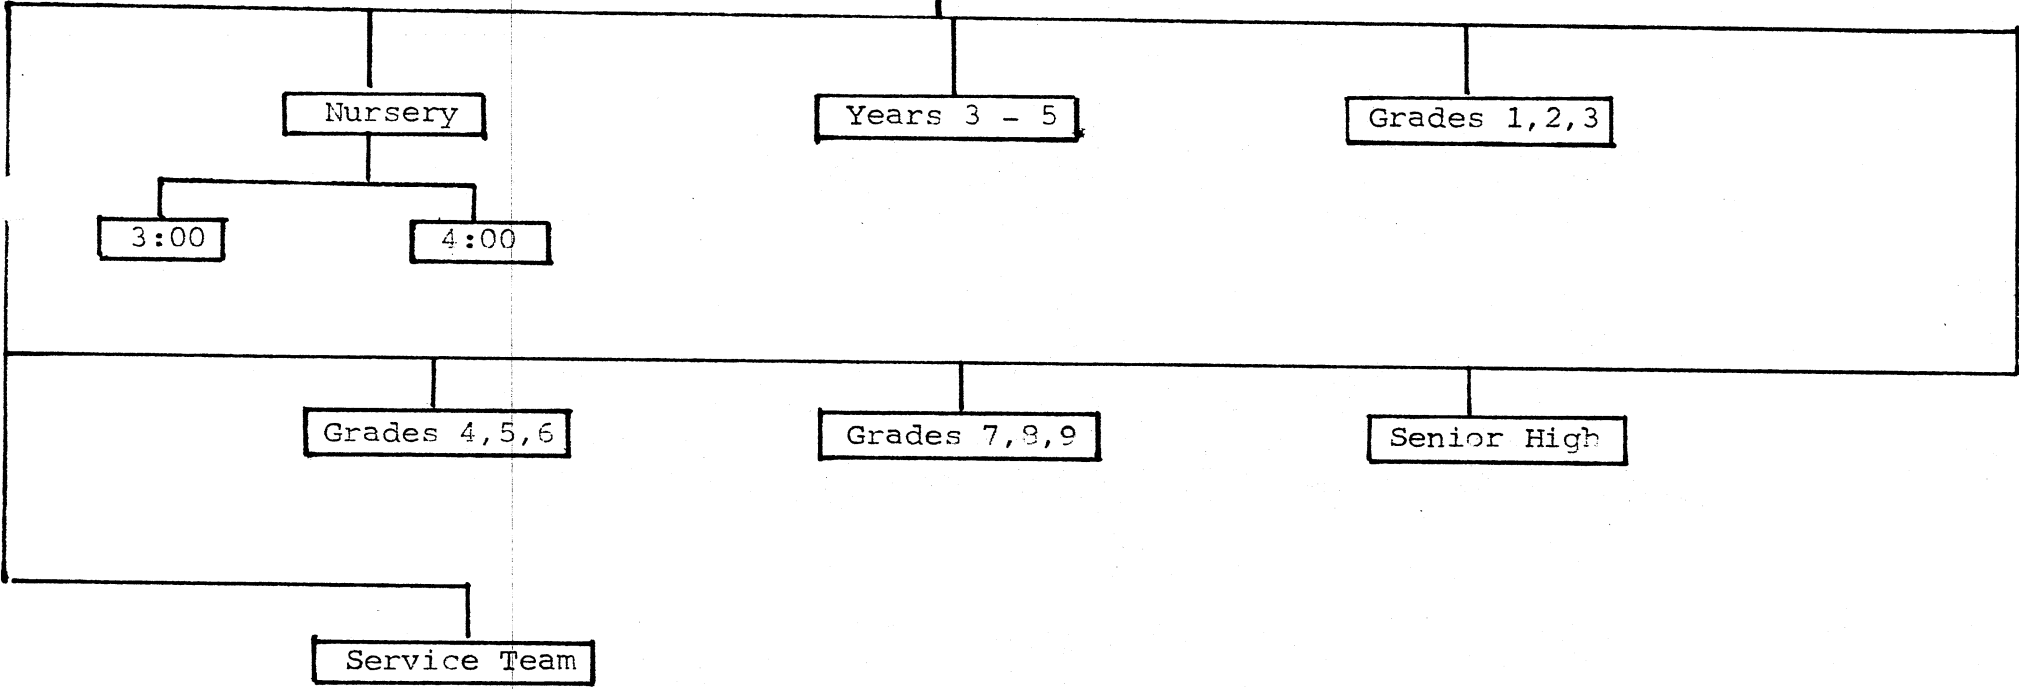 Nursery
Years 3 - 5
Grades 1,2,3
3:00
4:00
Grades 4,5,6
Grades 7,8,9
Senior High
Service Team